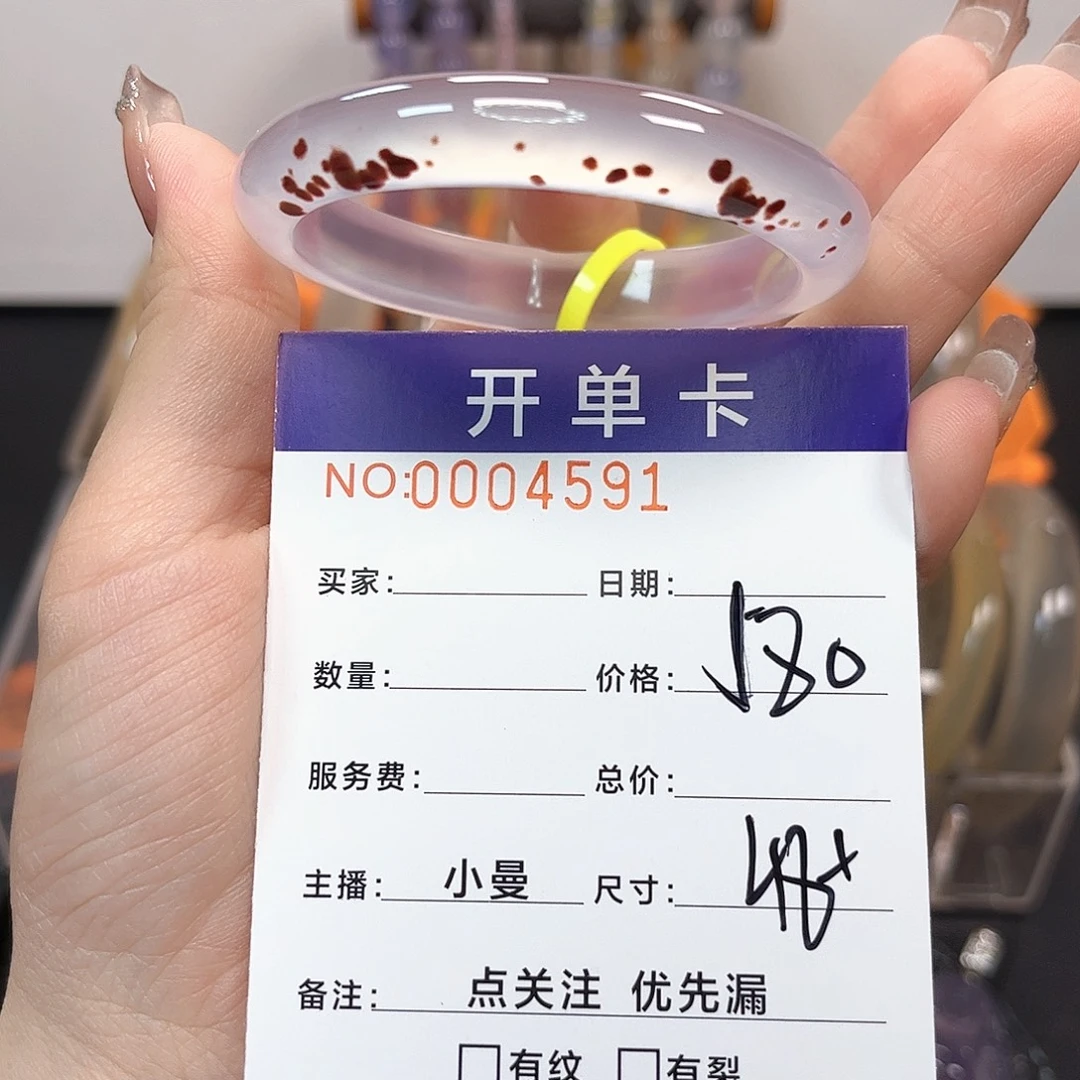 开单卡
NO:0004591
买家: 日期:
数量: 价格: 580
服务费: 总价:
主播: 小曼 尺寸: 48+
备注: 点关注 优先漏
□有纹 □有裂